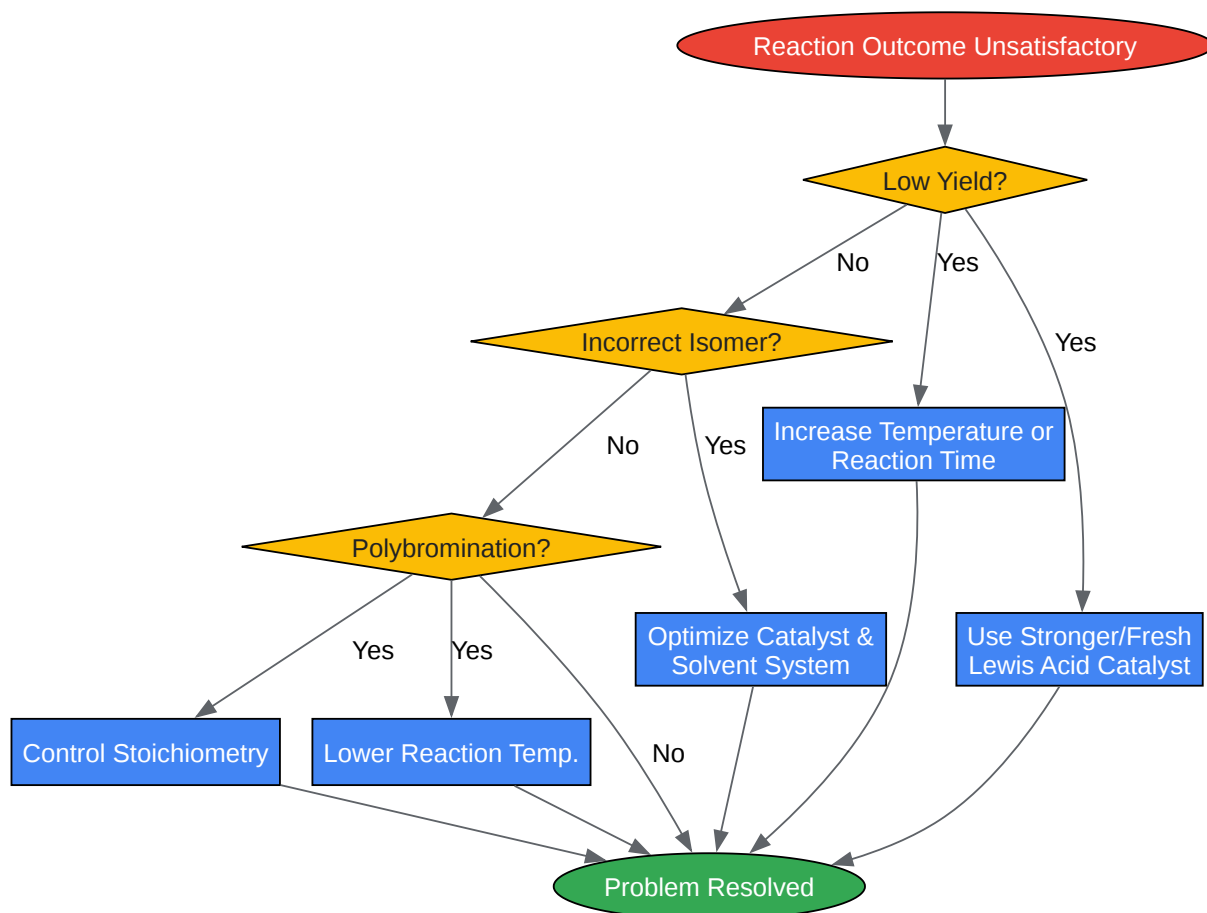 Reaction Outcome Unsatisfactory
Low Yield?
No
Yes
Yes
Incorrect Isomer?
No
Yes
Increase Temperature or
Reaction Time
Polybromination?
Yes
Yes
No
Optimize Catalyst &
Solvent System
Use Stronger/Fresh
Lewis Acid Catalyst
Control Stoichiometry
Lower Reaction Temp.
Problem Resolved